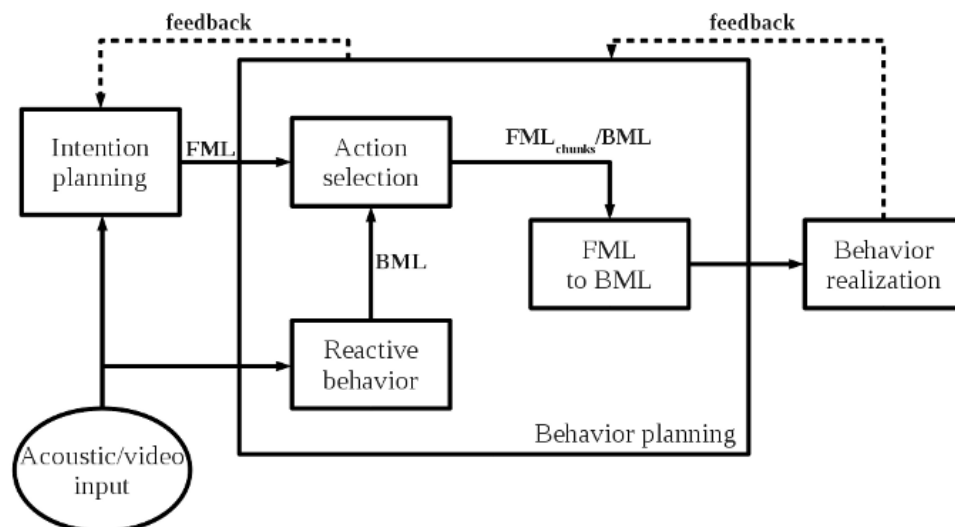 feedback
feedback
Intention
planning
FML
Action
selection
FMLchunks/BML
BML
FML
to BML
Behavior
realization
Reactive
behavior
Behavior planning
Acoustic/video
input